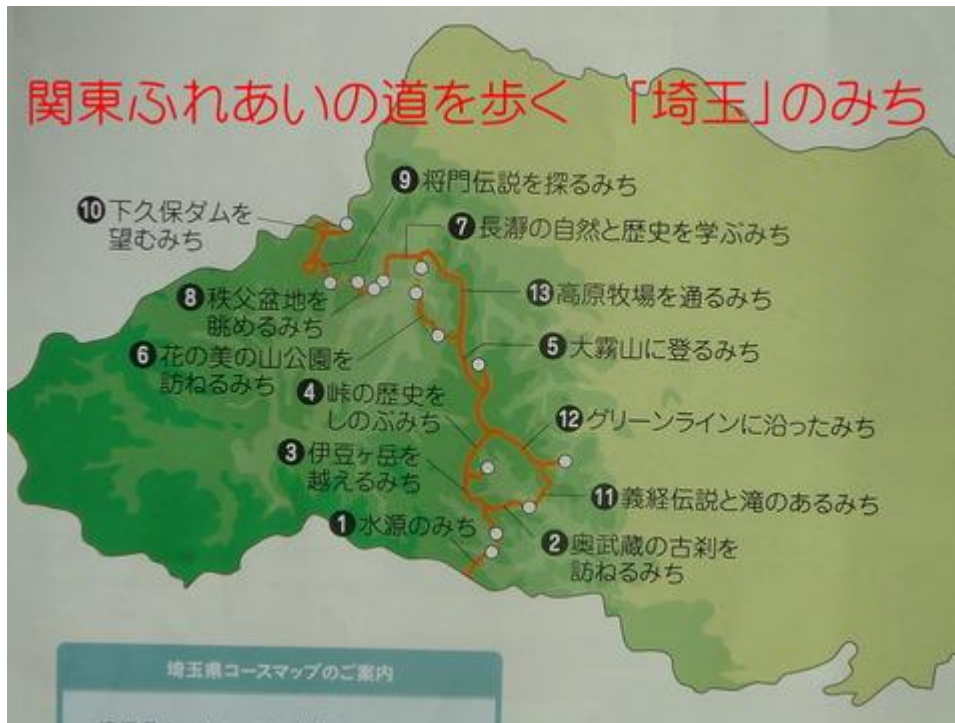 関東ふれあいの道を歩く 「埼玉」のみち
❾将門伝説を探るみち
❿下久保ダムを
望むみち
❼長瀞の自然と歴史を学ぶみち
❽秩父盆地を
眺めるみち
⓭高原牧場を通るみち
❻花の美の山公園を
訪ねるみち
❺大霧山に登るみち
❹峠の歴史を
しのぶみち
⓬グリーンラインに沿ったみち
❸伊豆ヶ岳を
越えるみち
⓫義経伝説と滝のあるみち
❶水源のみち
❷奥武蔵の古刹を
訪ねるみち
埼玉県コースマップのご案内